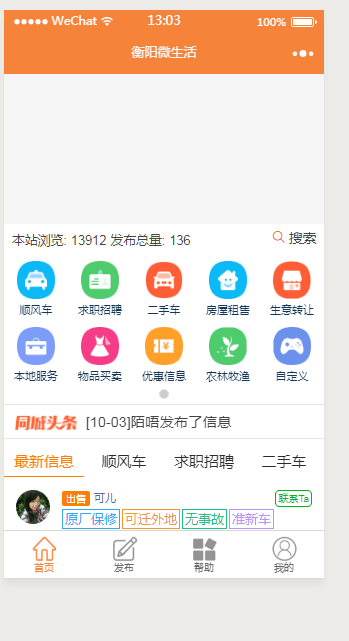 WeChat 13:03 100%
衡阳微生活
本站浏览: 13912 发布总量: 136 搜索
顺风车 求职招聘 二手车 房屋租售 生意转让
本地服务 物品买卖 优惠信息 农林牧渔 自定义
同城头条 [10-03]陌唔发布了信息
最新信息 顺风车 求职招聘 二手车
出售 可儿 联系Ta
原厂保修 可迁外地 无事故 准新车
首页 发布 帮助 我的